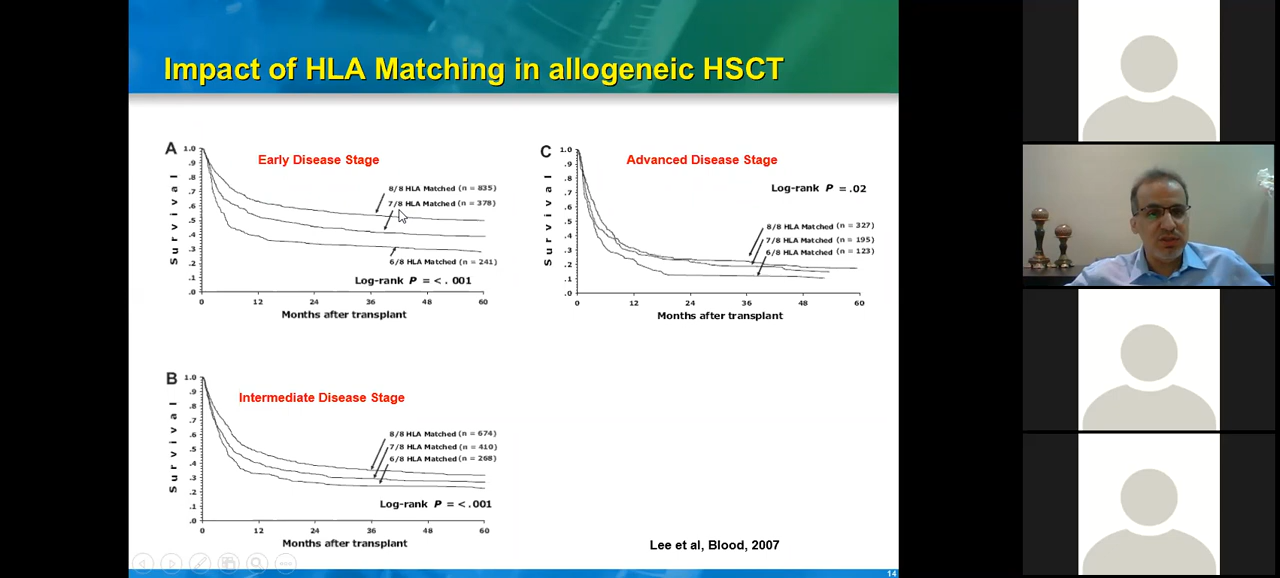 Impact of HLA Matching in allogeneic HSCT
A
Early Disease Stage
Survival
1.0
.9
.8
.7
.6
.5
.4
.3
.2
.1
.0
8/8 HLA Matched (n = 835)
7/8 HLA Matched (n = 378)
6/8 HLA Matched (n = 241)
Log-rank P = <. 001
0 12 24 36 48 60
Months after transplant
C
Advanced Disease Stage
Survival
1.0
.9
.8
.7
.6
.5
.4
.3
.2
.1
.0
Log-rank P = .02
8/8 HLA Matched (n = 327)
7/8 HLA Matched (n = 195)
6/8 HLA Matched (n = 123)
0 12 24 36 48 60
Months after transplant
B
Intermediate Disease Stage
Survival
1.0
.9
.8
.7
.6
.5
.4
.3
.2
.1
.0
8/8 HLA Matched (n = 674)
7/8 HLA Matched (n = 410)
6/8 HLA Matched (n = 268)
Log-rank P = <.001
0 12 24 36 48 60
Months after transplant
Lee et al, Blood, 2007
14